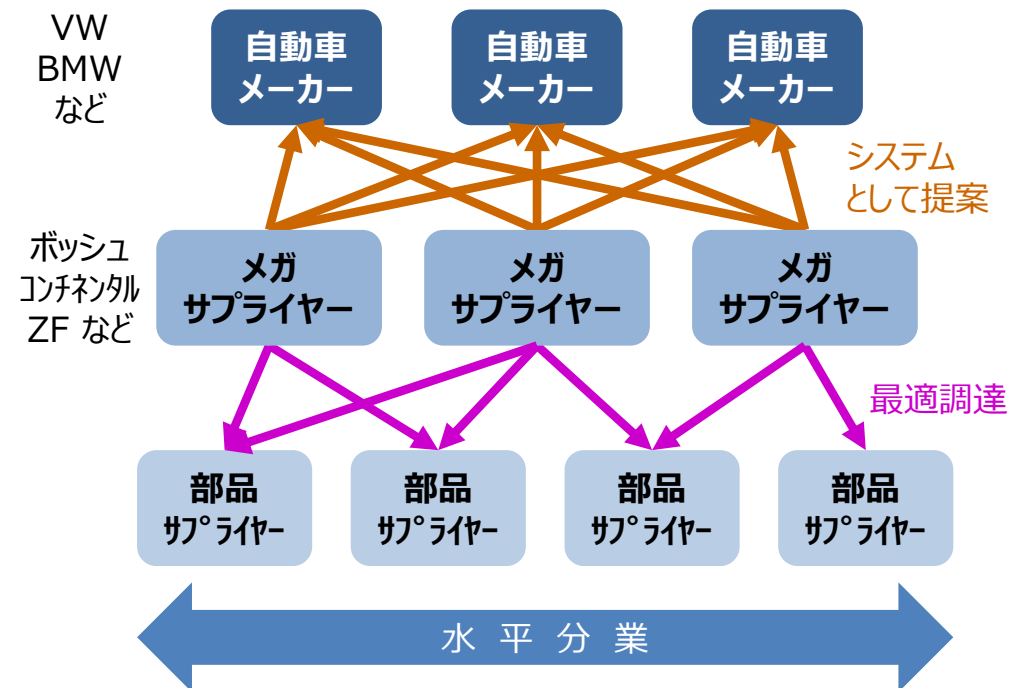 VW
BMW
など
自動車
メーカー
自動車
メーカー
自動車
メーカー
システム
として提案
ボッシュ
コンチネンタル
ZF など
メガ
サプライヤー
メガ
サプライヤー
メガ
サプライヤー
最適調達
部品
ｻﾌﾟﾗｲﾔｰ
部品
ｻﾌﾟﾗｲﾔｰ
部品
ｻﾌﾟﾗｲﾔｰ
部品
ｻﾌﾟﾗｲﾔｰ
水 平 分 業